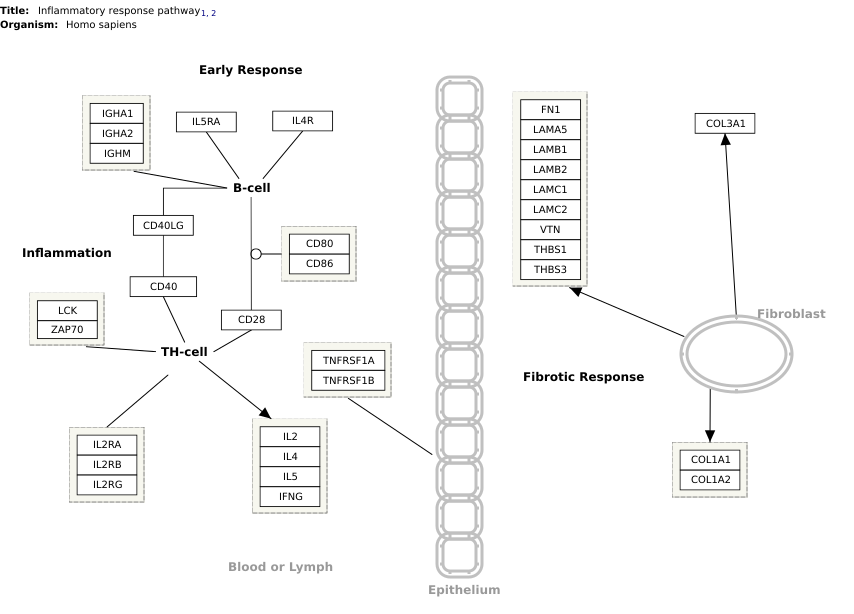 Title: Inflammatory response pathway1, 2
Organism: Homo sapiens
Early Response
IGHA1
IGHA2
IGHM
IL5RA
IL4R
B-cell
CD40LG
Inflammation
CD80
CD86
CD40
LCK
ZAP70
CD28
TH-cell
TNFRSF1A
TNFRSF1B
IL2RA
IL2RB
IL2RG
IL2
IL4
IL5
IFNG
Blood or Lymph
Epithelium
FN1
LAMA5
LAMB1
LAMB2
LAMC1
LAMC2
VTN
THBS1
THBS3
COL3A1
Fibroblast
Fibrotic Response
COL1A1
COL1A2